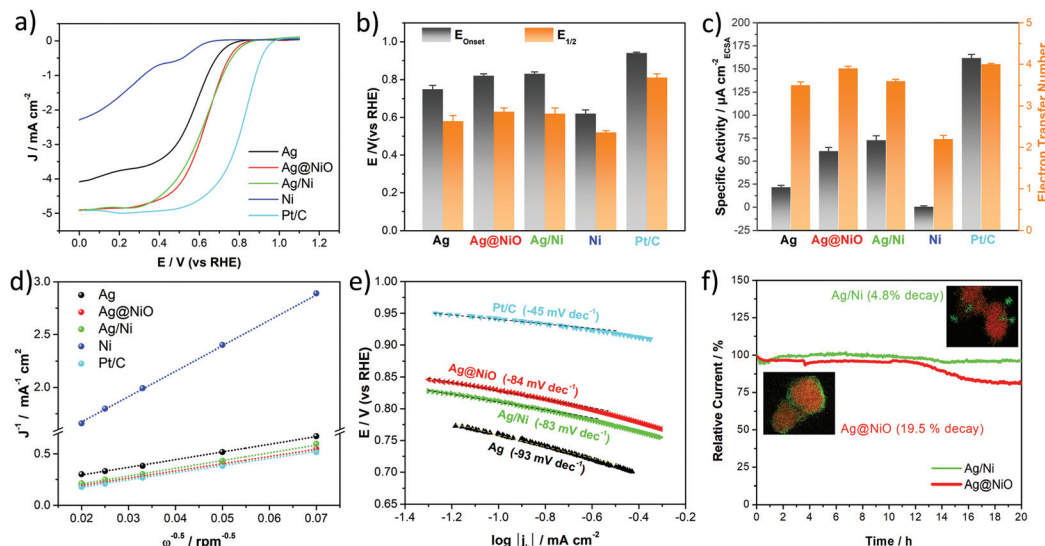 a)
0
-1
-2
-3
-4
-5
J / mA cm-2
Ag
Ag@NiO
Ag/Ni
Ni
Pt/C
0.0 0.2 0.4 0.6 0.8 1.0 1.2
E / V (vs RHE)
b)
EOnset
E1/2
1.0
0.8
0.6
0.4
0.2
0.0
E /V(vs RHE)
Ag Ag@NiO Ag/Ni Ni Pt/C
c)
200
175
150
125
100
75
50
25
0
-25
Specific Activity / μA cm-2ECSA
5
4
3
2
1
0
Electron Transfer Number
Ag Ag@NiO Ag/Ni Ni Pt/C
d)
Ag
Ag@NiO
Ag/Ni
Ni
Pt/C
3.0
2.5
2.0
0.5
0.0
J-1/ mA-1 cm2
0.02 0.03 0.04 0.05 0.06 0.07
ω-0.5 / rpm-0.5
e)
1.00
0.95
0.90
0.85
0.80
0.75
0.70
E / V (vs RHE)
Pt/C (-45 mV dec-1)
Ag@NiO (-84 mV dec-1)
Ag/Ni (-83 mV dec-1)
Ag (-93 mV dec-1)
-1.4 -1.2 -1.0 -0.8 -0.6 -0.4 -0.2
/ mA cm-2
f)
150
125
100
75
50
25
0
Relative Current / %
Ag/Ni (4.8% decay)
Ag@NiO (19.5 % decay)
Ag/Ni
Ag@NiO
0 2 4 6 8 10 12 14 16 18 20
Time / h